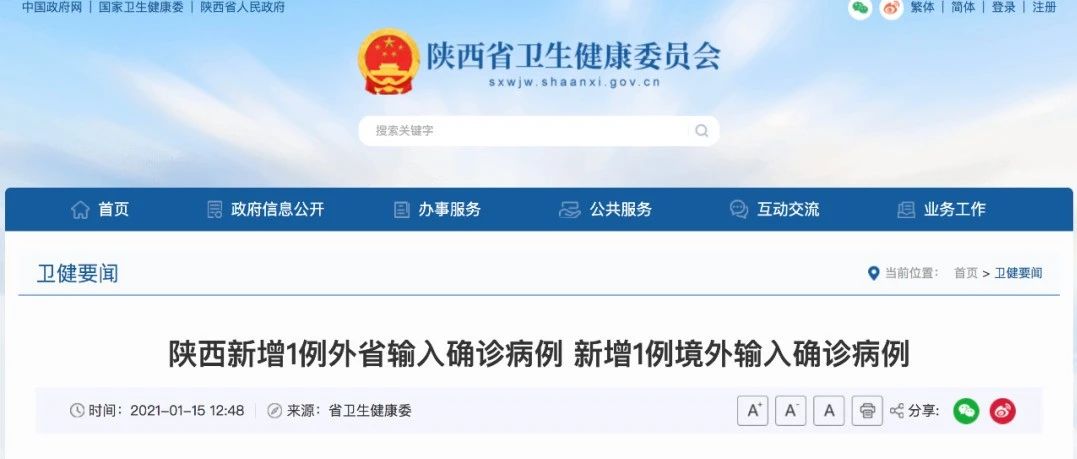 中国政府网 | 国家卫生健康委 | 陕西省人民政府
繁体 | 简体 | 登录 | 注册
陕西省卫生健康委员会
sxwjw.shaanxi.gov.cn
搜索关键字
首页 政府信息公开 办事服务 公共服务 互动交流 业务工作
卫健要闻
当前位置: 首页 > 卫健要闻
陕西新增1例外省输入确诊病例 新增1例境外输入确诊病例
时间: 2021-01-15 12:48 | 来源: 省卫生健康委
A+ A- A 分享: